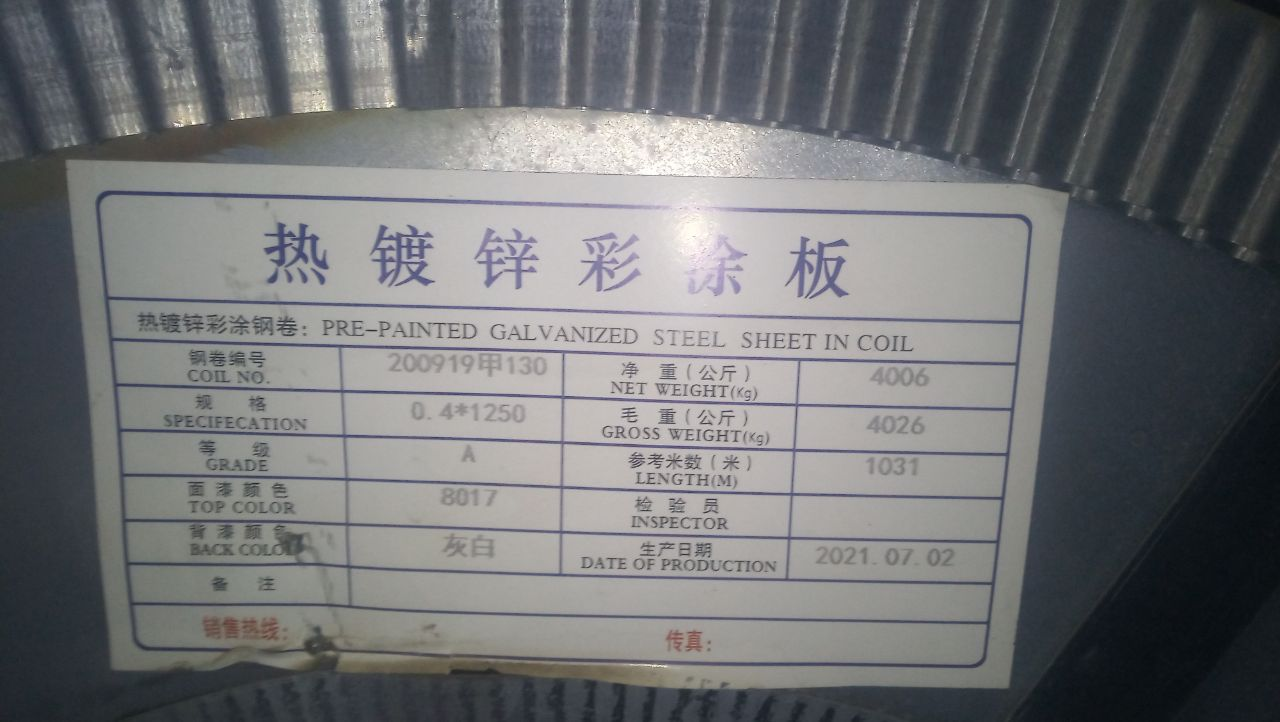 热镀锌彩涂板
热镀锌彩涂钢卷: PRE-PAINTED GALVANIZED STEEL SHEET IN COIL
钢卷编号 200919甲130 净 重(公斤) 4006
COIL NO. NET WEIGHT(Kg)
规 格 0.4*1250 毛 重(公斤) 4026
SPECIFECATION GROSS WEIGHT(Kg)
等 级 A 参考米数(米) 1031
GRADE LENGTH(M)
面漆颜色 8017 检 验 员
TOP COLOR INSPECTOR
背漆颜色 灰白 生产日期 2021.07.02
BACK COLOR DATE OF PRODUCTION
备 注
销售热线: 传真: